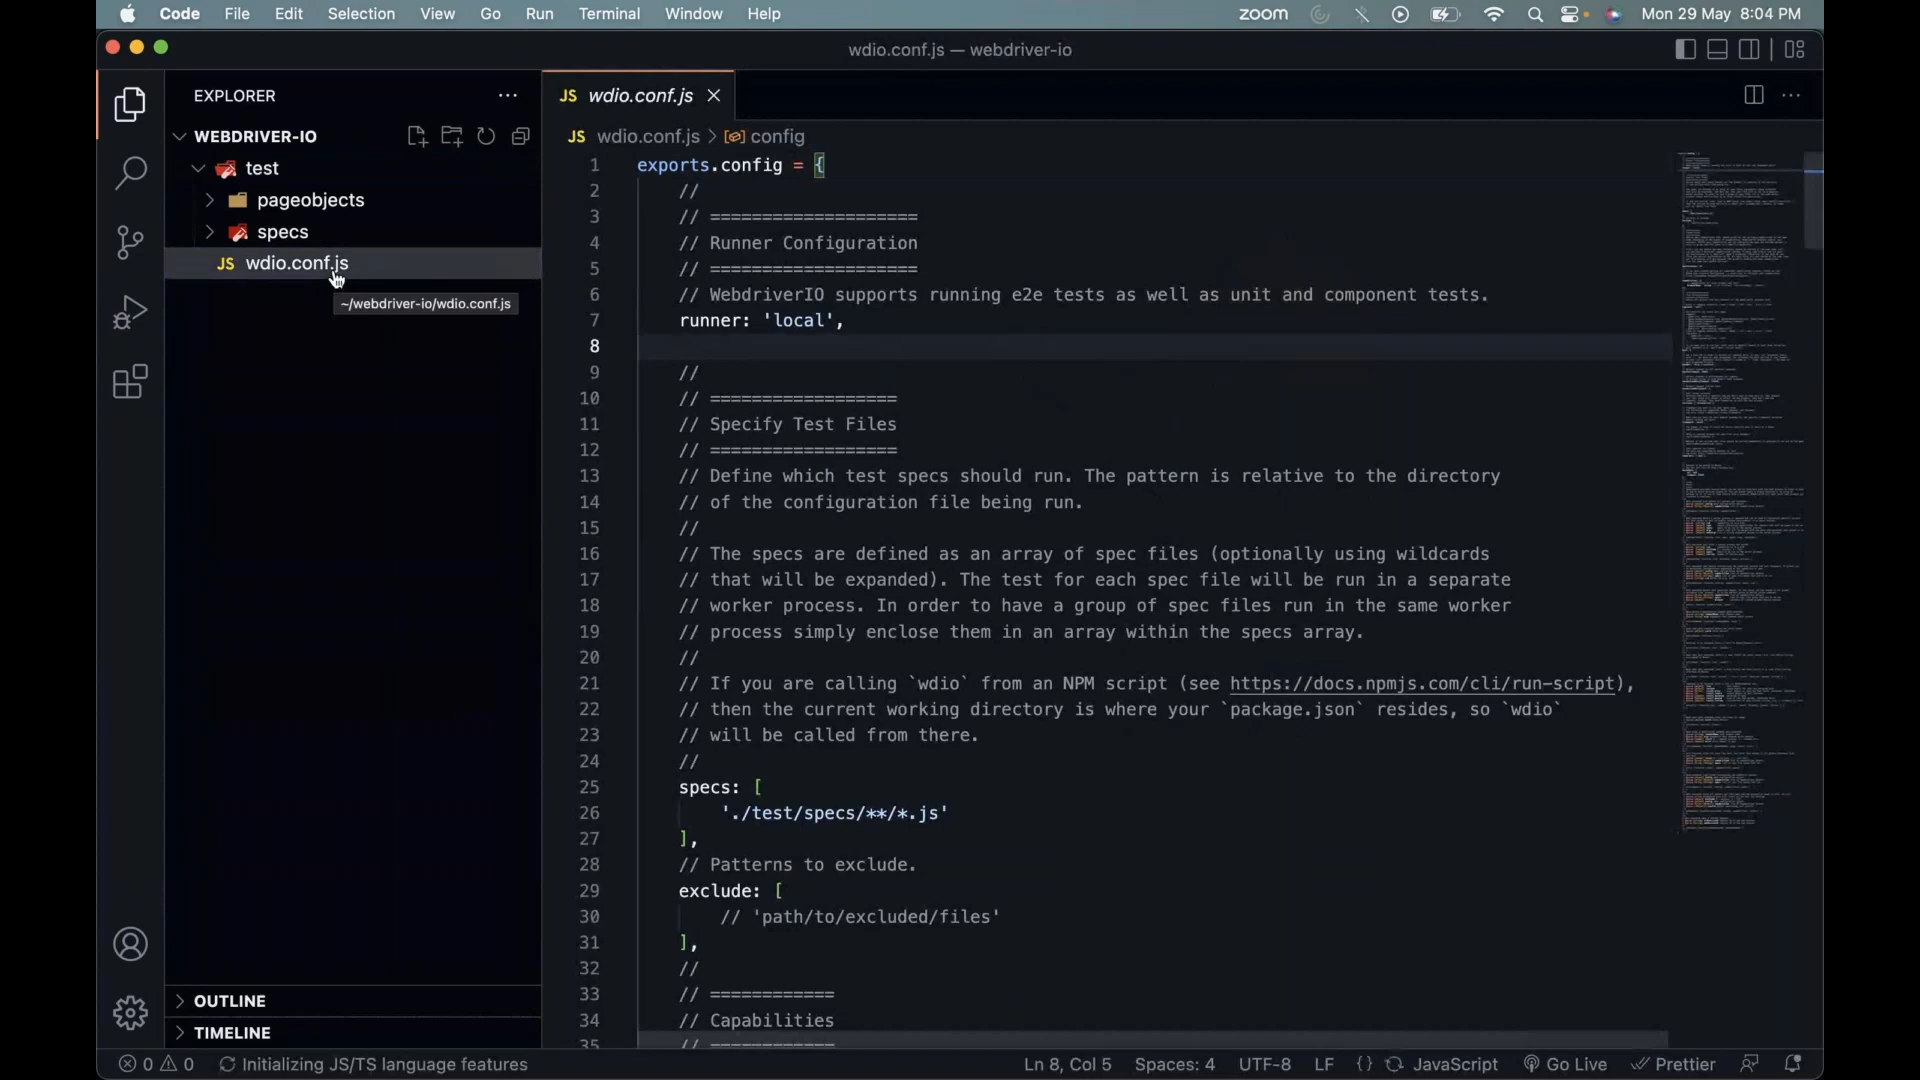 Code File Edit Selection View Go Run Terminal Window Help zoom Mon 29 May 8:04 PM
wdio.conf.js — webdriver-io
EXPLORER
WEBDRIVER-IO
test
pageobjects
specs
JS wdio.conf.js
~/webdriver-io/wdio.conf.js
OUTLINE
TIMELINE
JS wdio.conf.js
JS wdio.conf.js > config
1 exports.config = {
2 //
3 // ====================
4 // Runner Configuration
5 // ====================
6 // WebdriverIO supports running e2e tests as well as unit and component tests.
7 runner: 'local',
8
9 //
10 // ==================
11 // Specify Test Files
12 // ==================
13 // Define which test specs should run. The pattern is relative to the directory
14 // of the configuration file being run.
15 //
16 // The specs are defined as an array of spec files (optionally using wildcards
17 // that will be expanded). The test for each spec file will be run in a separate
18 // worker process. In order to have a group of spec files run in the same worker
19 // process simply enclose them in an array within the specs array.
20 //
21 // If you are calling `wdio` from an NPM script (see https://docs.npmjs.com/cli/run-script),
22 // then the current working directory is where your `package.json` resides, so `wdio`
23 // will be called from there.
24 //
25 specs: [
26 './test/specs/**/*.js'
27 ],
28 // Patterns to exclude.
29 exclude: [
30 // 'path/to/excluded/files'
31 ],
32 //
33 // ============
34 // Capabilities
35 // ============
0 0 Initializing JS/TS language features Ln 8, Col 5 Spaces: 4 UTF-8 LF {} JavaScript Go Live Prettier